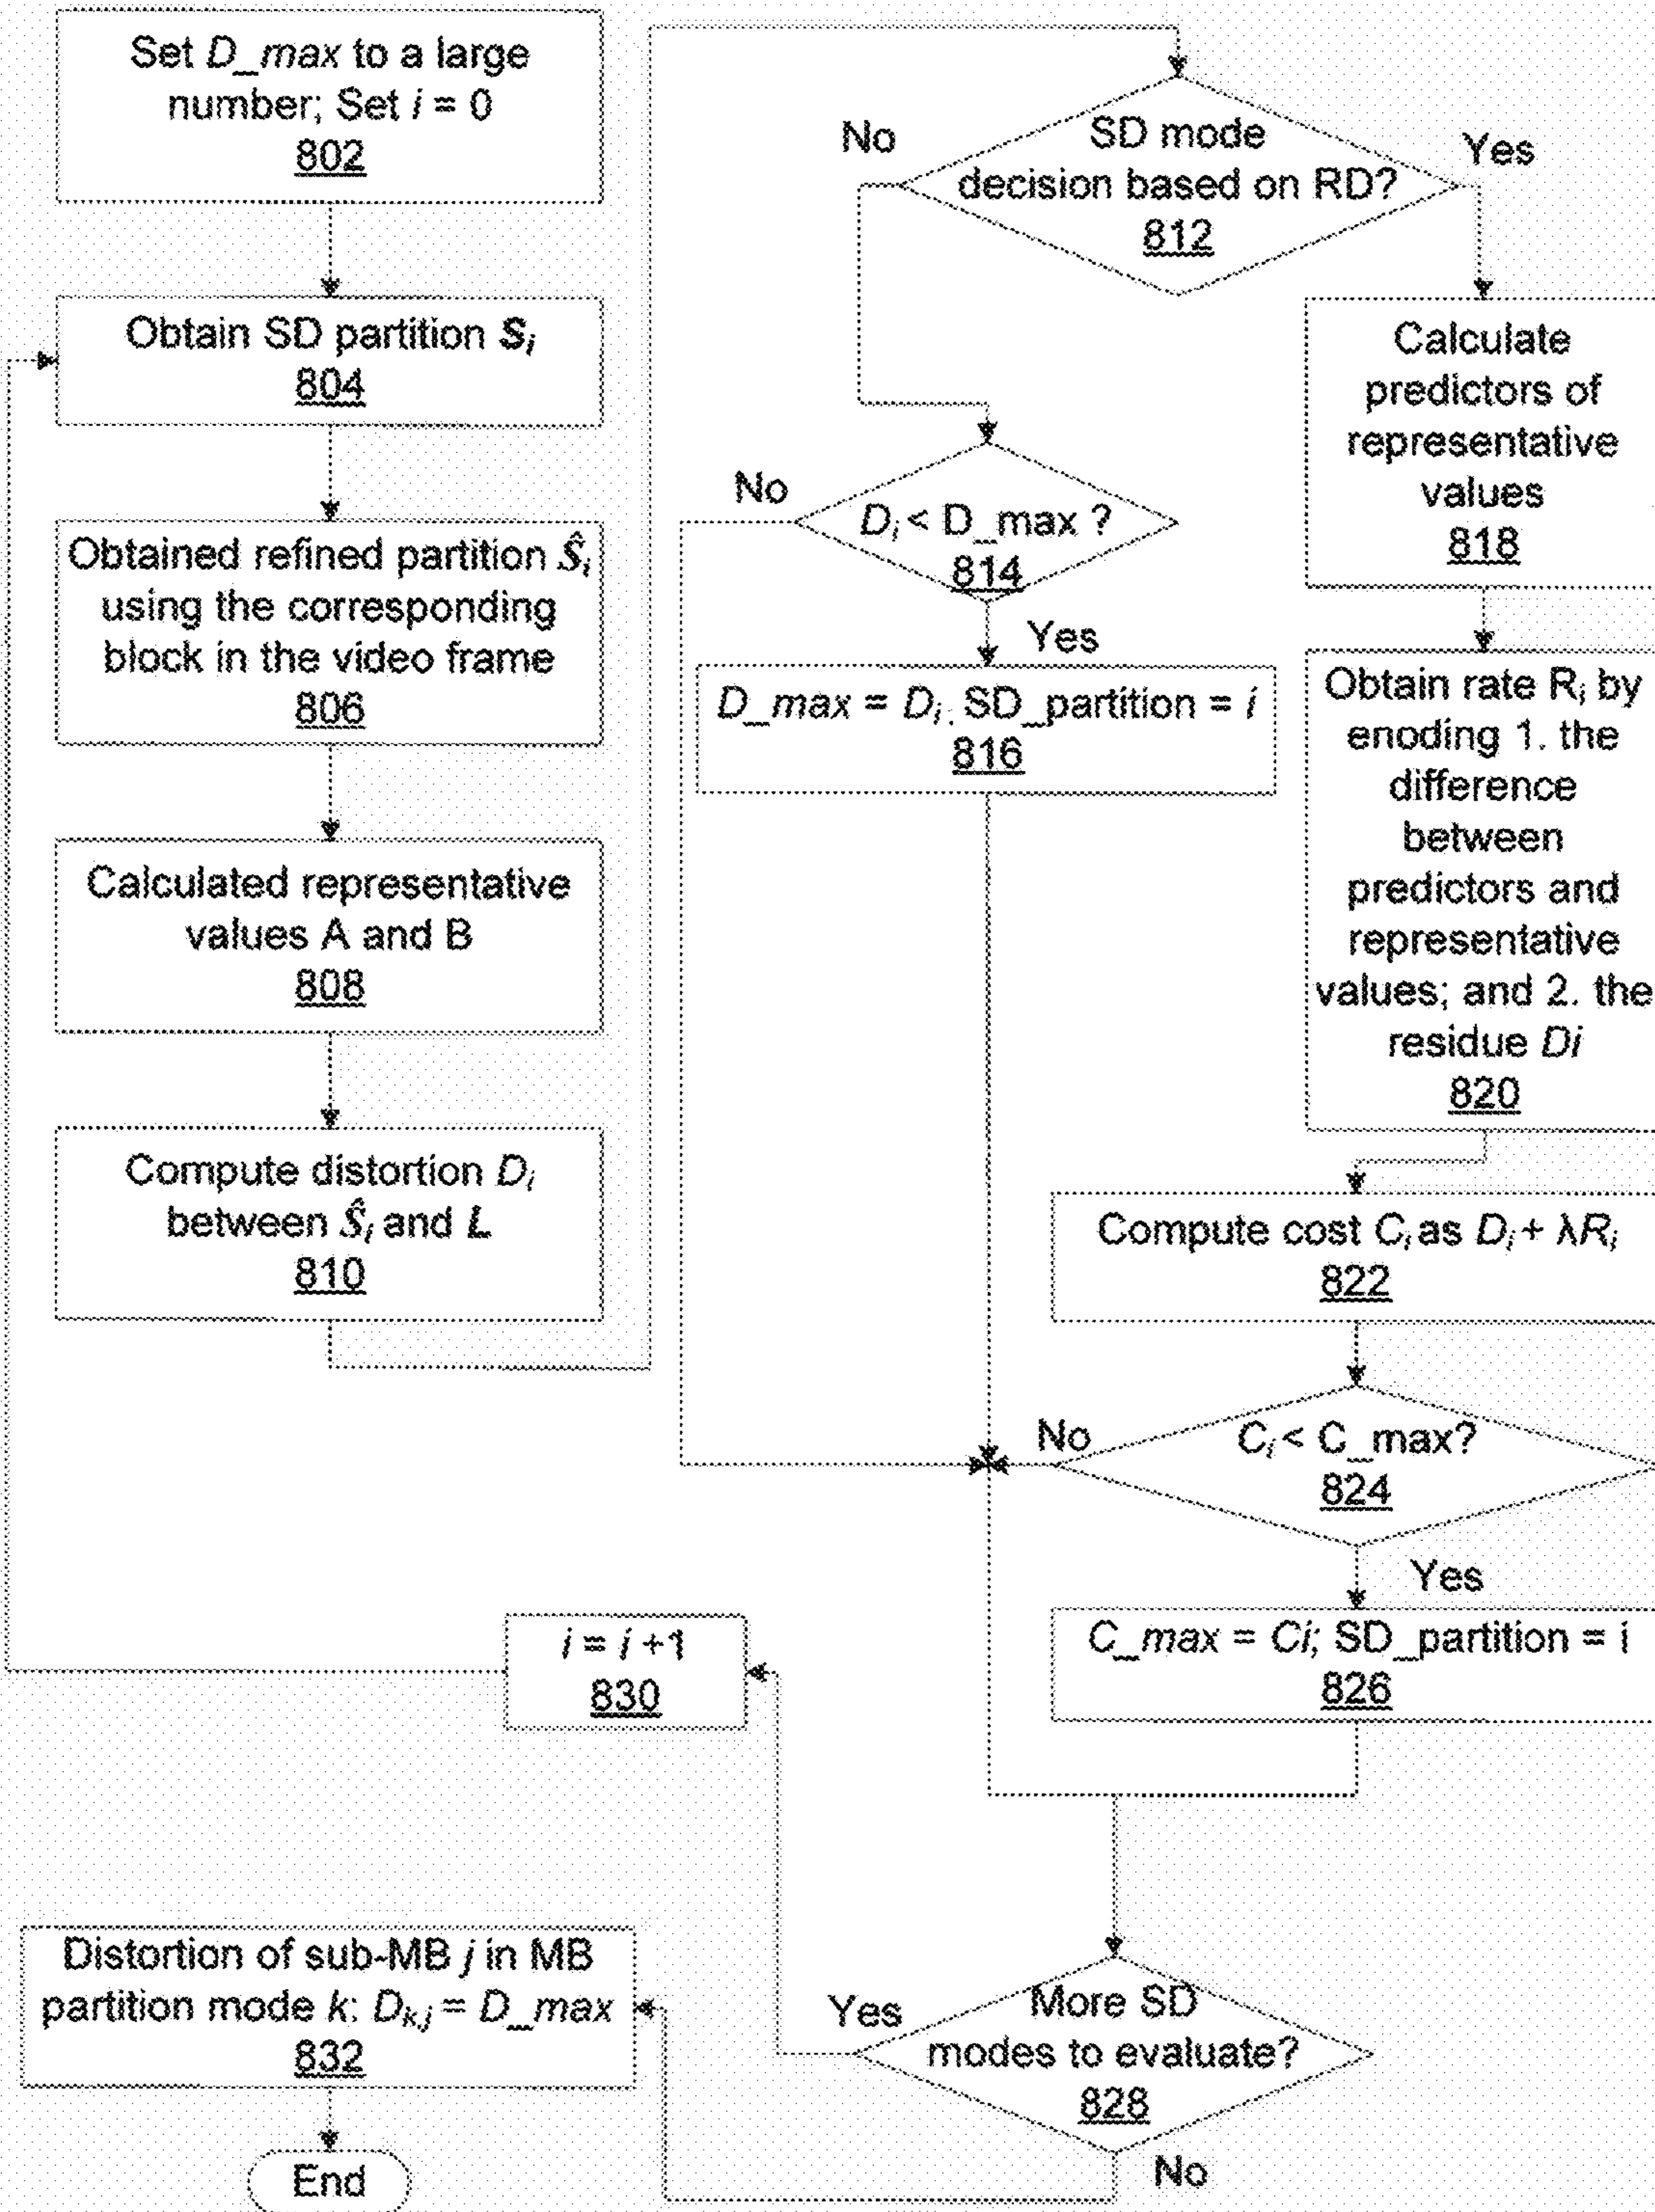 Set D_max to a large
number; Set i = 0
802
Obtain SD partition Si
804
Obtained refined partition Ŝi
using the corresponding
block in the video frame
806
Calculated representative
values A and B
808
Compute distortion Di
between Ŝi and L
810
SD mode
decision based on RD?
812
No
Yes
Di < D_max ?
814
No
Yes
D_max = Di. SD_partition = i
816
Calculate
predictors of
representative
values
818
Obtain rate Ri by
enoding 1. the
difference
between
predictors and
representative
values; and 2. the
residue Di
820
Compute cost Ci as Di + λRi
822
Ci < C_max?
824
No
Yes
C_max = Ci; SD_partition = i
826
More SD
modes to evaluate?
828
Yes
No
i = i +1
830
Distortion of sub-MB j in MB
partition mode k: Dk,j = D_max
832
End